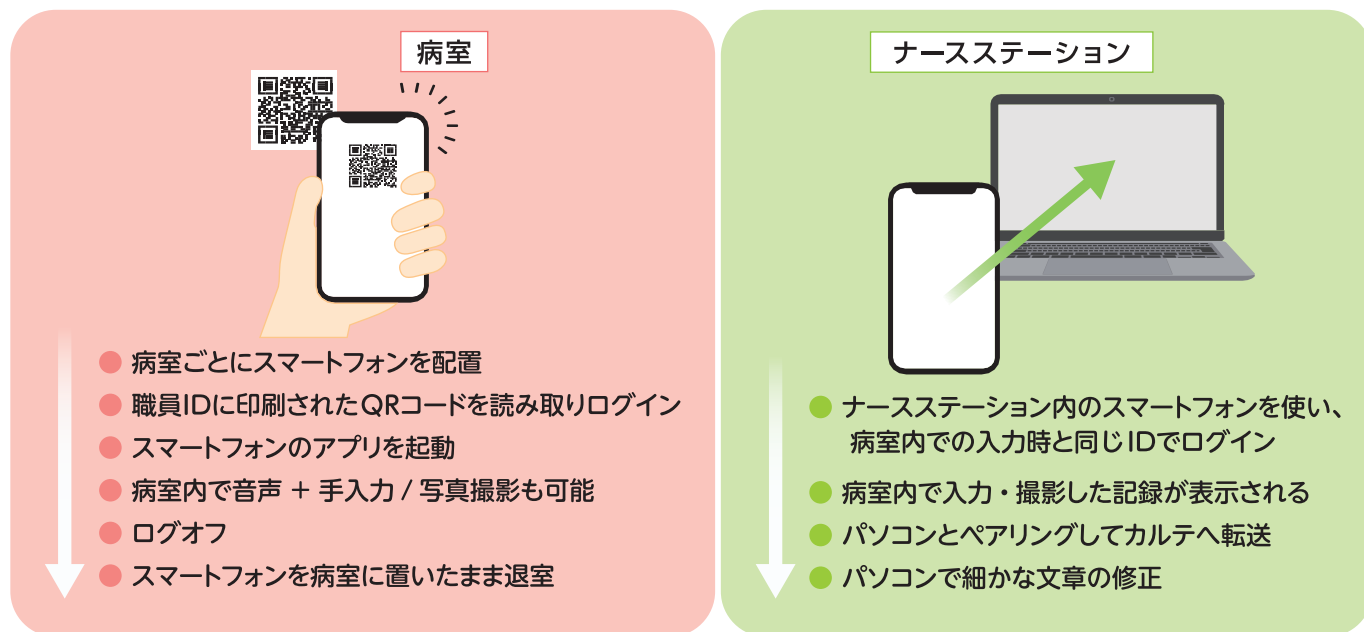 病室
病室ごとにスマートフォンを配置
職員IDに印刷されたQRコードを読み取りログイン
スマートフォンのアプリを起動
病室内で音声 + 手入力 / 写真撮影も可能
ログオフ
スマートフォンを病室に置いたまま退室
ナースステーション
ナースステーション内のスマートフォンを使い、
病室内での入力時と同じIDでログイン
病室内で入力・撮影した記録が表示される
パソコンとペアリングしてカルテへ転送
パソコンで細かな文章の修正